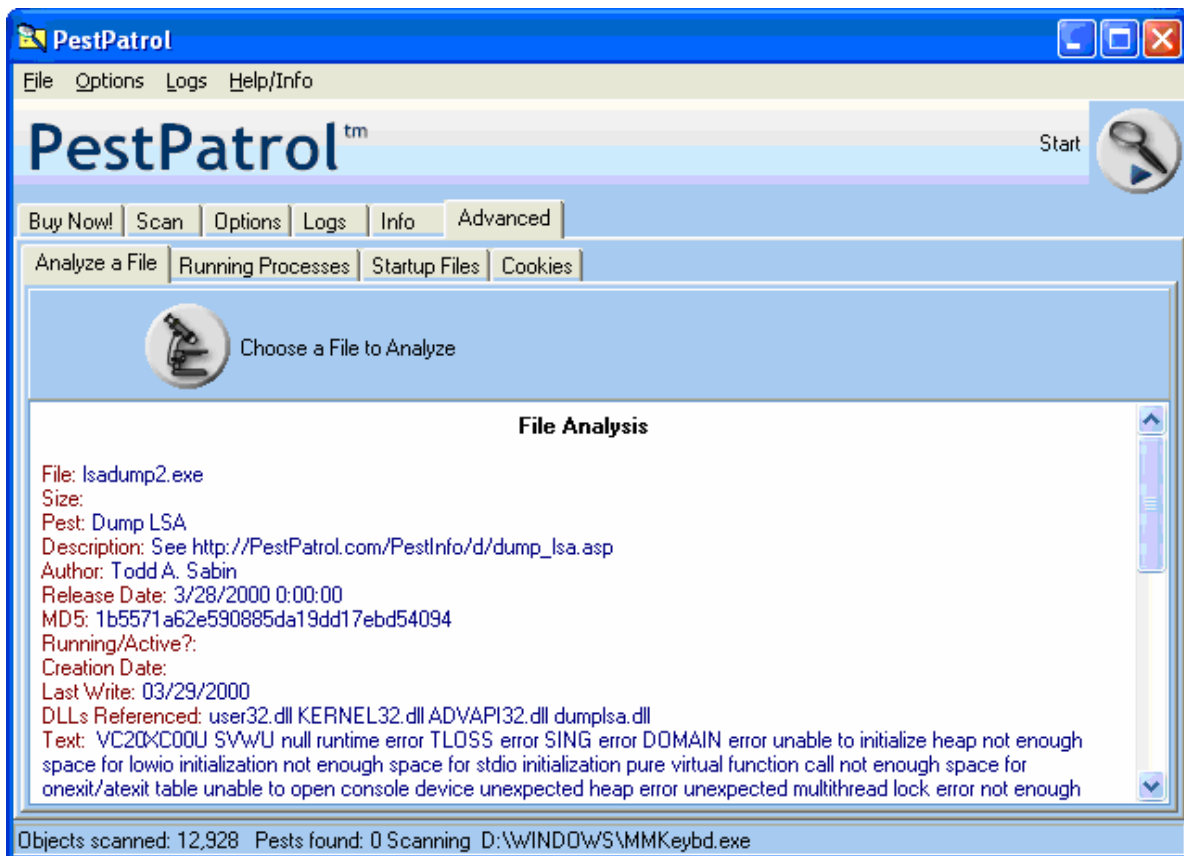 PestPatrol
File Options Logs Help/Info
PestPatrol™
Start
Buy Now! Scan Options Logs Info Advanced
Analyze a File Running Processes Startup Files Cookies
Choose a File to Analyze
File Analysis
File: lsadump2.exe
Size:
Pest: Dump LSA
Description: See http://PestPatrol.com/PestInfo/d/dump_lsa.asp
Author: Todd A. Sabin
Release Date: 3/28/2000 0:00:00
MD5: 1b5571a62e590885da19dd17ebd54094
Running/Active?:
Creation Date:
Last Write: 03/29/2000
DLLs Referenced: user32.dll KERNEL32.dll ADVAPI32.dll dumplsa.dll
Text: VC20XC00U SVWU null runtime error TLOSS error SING error DOMAIN error unable to initialize heap not enough
space for lowio initialization not enough space for stdio initialization pure virtual function call not enough space for
onexit/atexit table unable to open console device unexpected heap error unexpected multithread lock error not enough
Objects scanned: 12,928 Pests found: 0 Scanning D:\WINDOWS\MMKeybd.exe